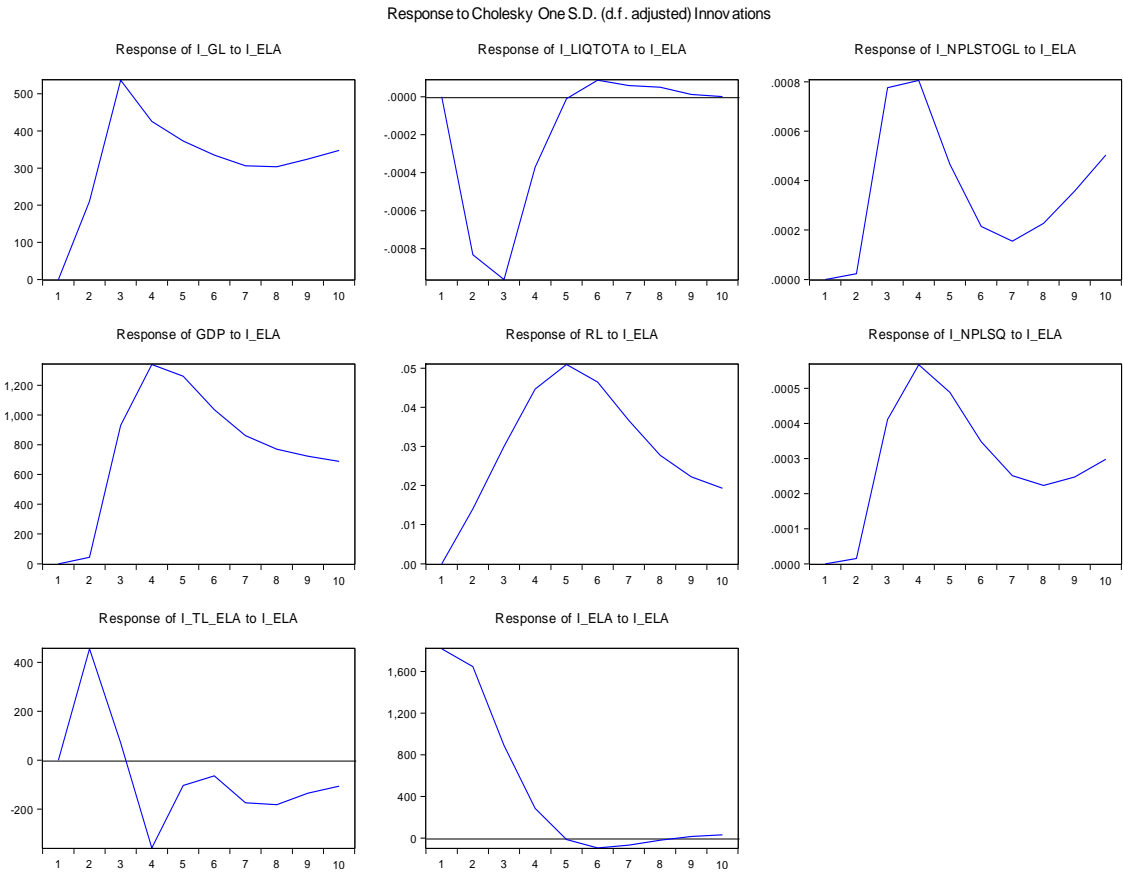 Response to Cholesky One S.D. (d.f. adjusted) Innovations
Response of I_GL to I_ELA
500
400
300
200
100
0
1 2 3 4 5 6 7 8 9 10
Response of I_LIQTOTA to I_ELA
.0000
-.0002
-.0004
-.0006
-.0008
1 2 3 4 5 6 7 8 9 10
Response of I_NPLSTOGL to I_ELA
.0008
.0006
.0004
.0002
.0000
1 2 3 4 5 6 7 8 9 10
Response of GDP to I_ELA
1,200
1,000
800
600
400
200
0
1 2 3 4 5 6 7 8 9 10
Response of RL to I_ELA
.05
.04
.03
.02
.01
.00
1 2 3 4 5 6 7 8 9 10
Response of I_NPLSQ to I_ELA
.0005
.0004
.0003
.0002
.0001
.0000
1 2 3 4 5 6 7 8 9 10
Response of I_TL_ELA to I_ELA
400
200
0
-200
1 2 3 4 5 6 7 8 9 10
Response of I_ELA to I_ELA
1,600
1,200
800
400
0
1 2 3 4 5 6 7 8 9 10